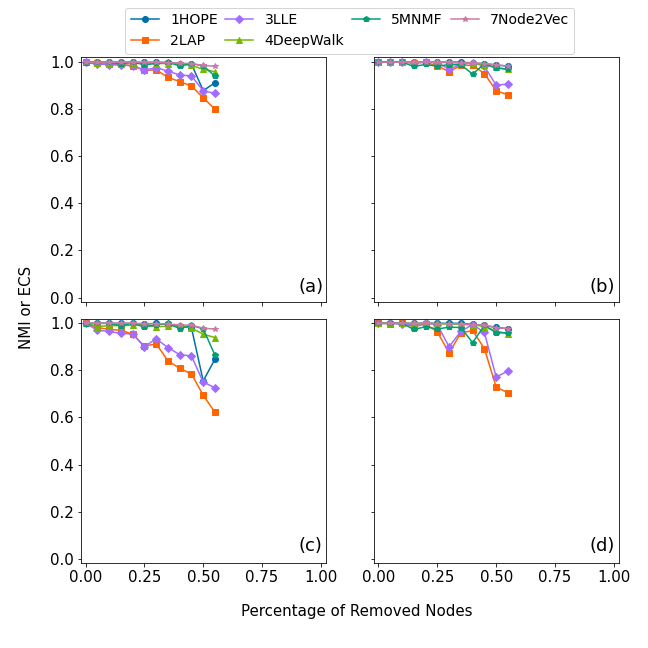 1HOPE 3LLE 5MNMF 7Node2Vec
2LAP 4DeepWalk
1.0
0.8
0.6
0.4
0.2
0.0
(a) (b)
NMI or ECS
1.0
0.8
0.6
0.4
0.2
0.0
(c) (d)
0.00 0.25 0.50 0.75 1.00 0.00 0.25 0.50 0.75 1.00
Percentage of Removed Nodes